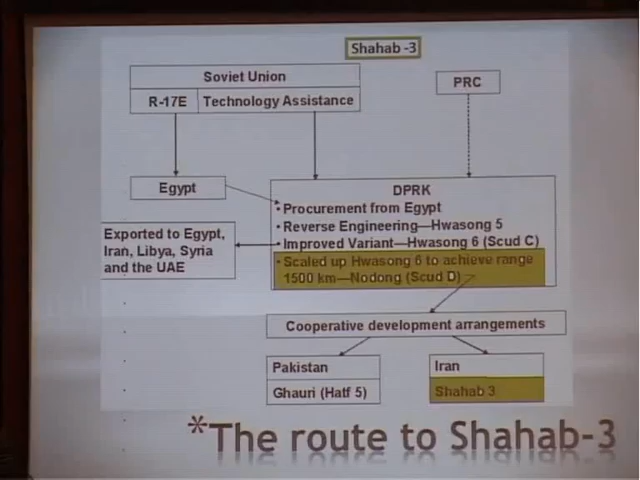 Shahab -3
Soviet Union
PRC
R-17E
Technology Assistance
Egypt
DPRK
• Procurement from Egypt
• Reverse Engineering—Hwasong 5
• Improved Variant—Hwasong 6 (Scud C)
• Scaled up Hwasong 6 to achieve range
1500 km—Nodong (Scud D)
Exported to Egypt,
Iran, Libya, Syria
and the UAE
Cooperative development arrangements
Pakistan
Ghauri (Hatf 5)
Iran
Shahab 3
*The route to Shahab-3